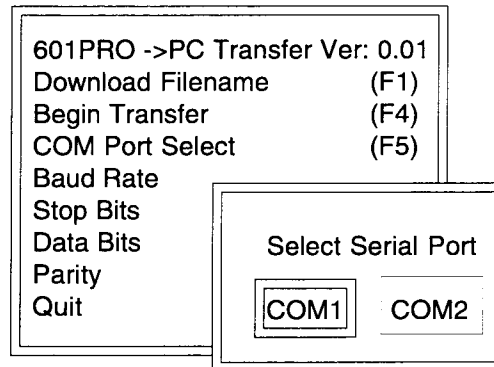 601PRO ->PC Transfer Ver: 0.01
Download Filename (F1)
Begin Transfer (F4)
COM Port Select (F5)
Baud Rate
Stop Bits
Data Bits
Parity
Quit
Select Serial Port
COM1 COM2